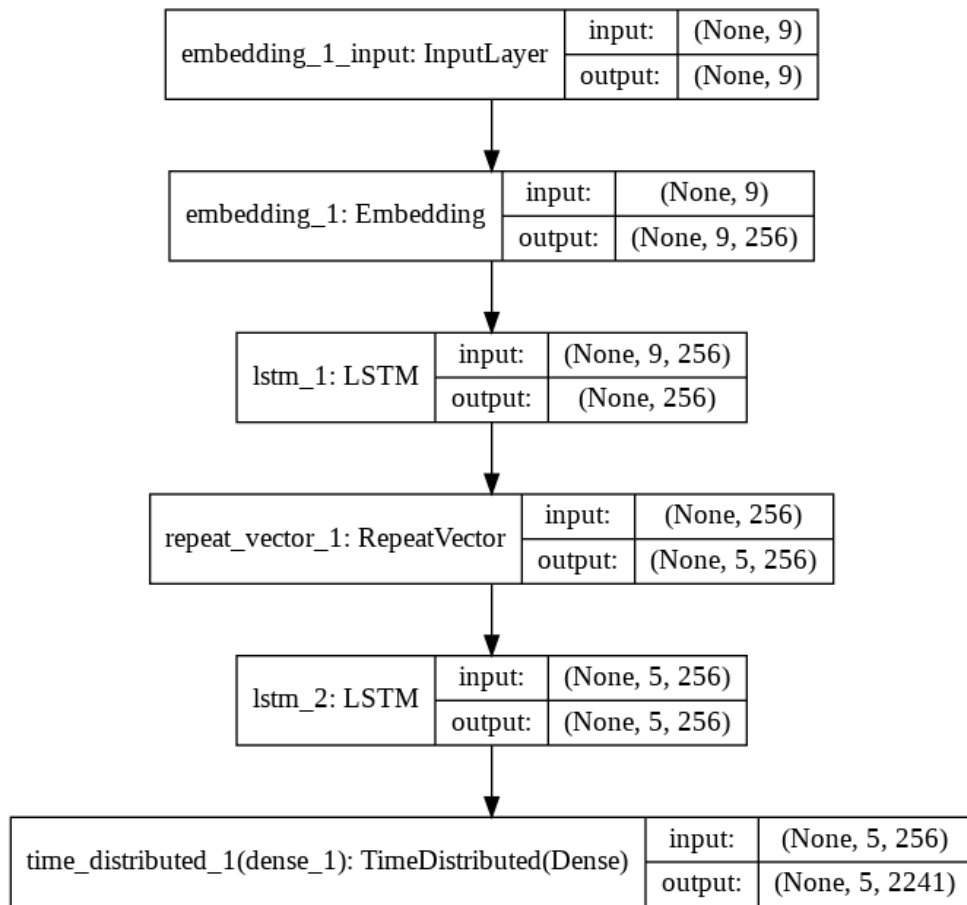 embedding_1_input: InputLayer
input: (None, 9)
output: (None, 9)
embedding_1: Embedding
input: (None, 9)
output: (None, 9, 256)
lstm_1: LSTM
input: (None, 9, 256)
output: (None, 256)
repeat_vector_1: RepeatVector
input: (None, 256)
output: (None, 5, 256)
lstm_2: LSTM
input: (None, 5, 256)
output: (None, 5, 256)
time_distributed_1(dense_1): TimeDistributed(Dense)
input: (None, 5, 256)
output: (None, 5, 2241)